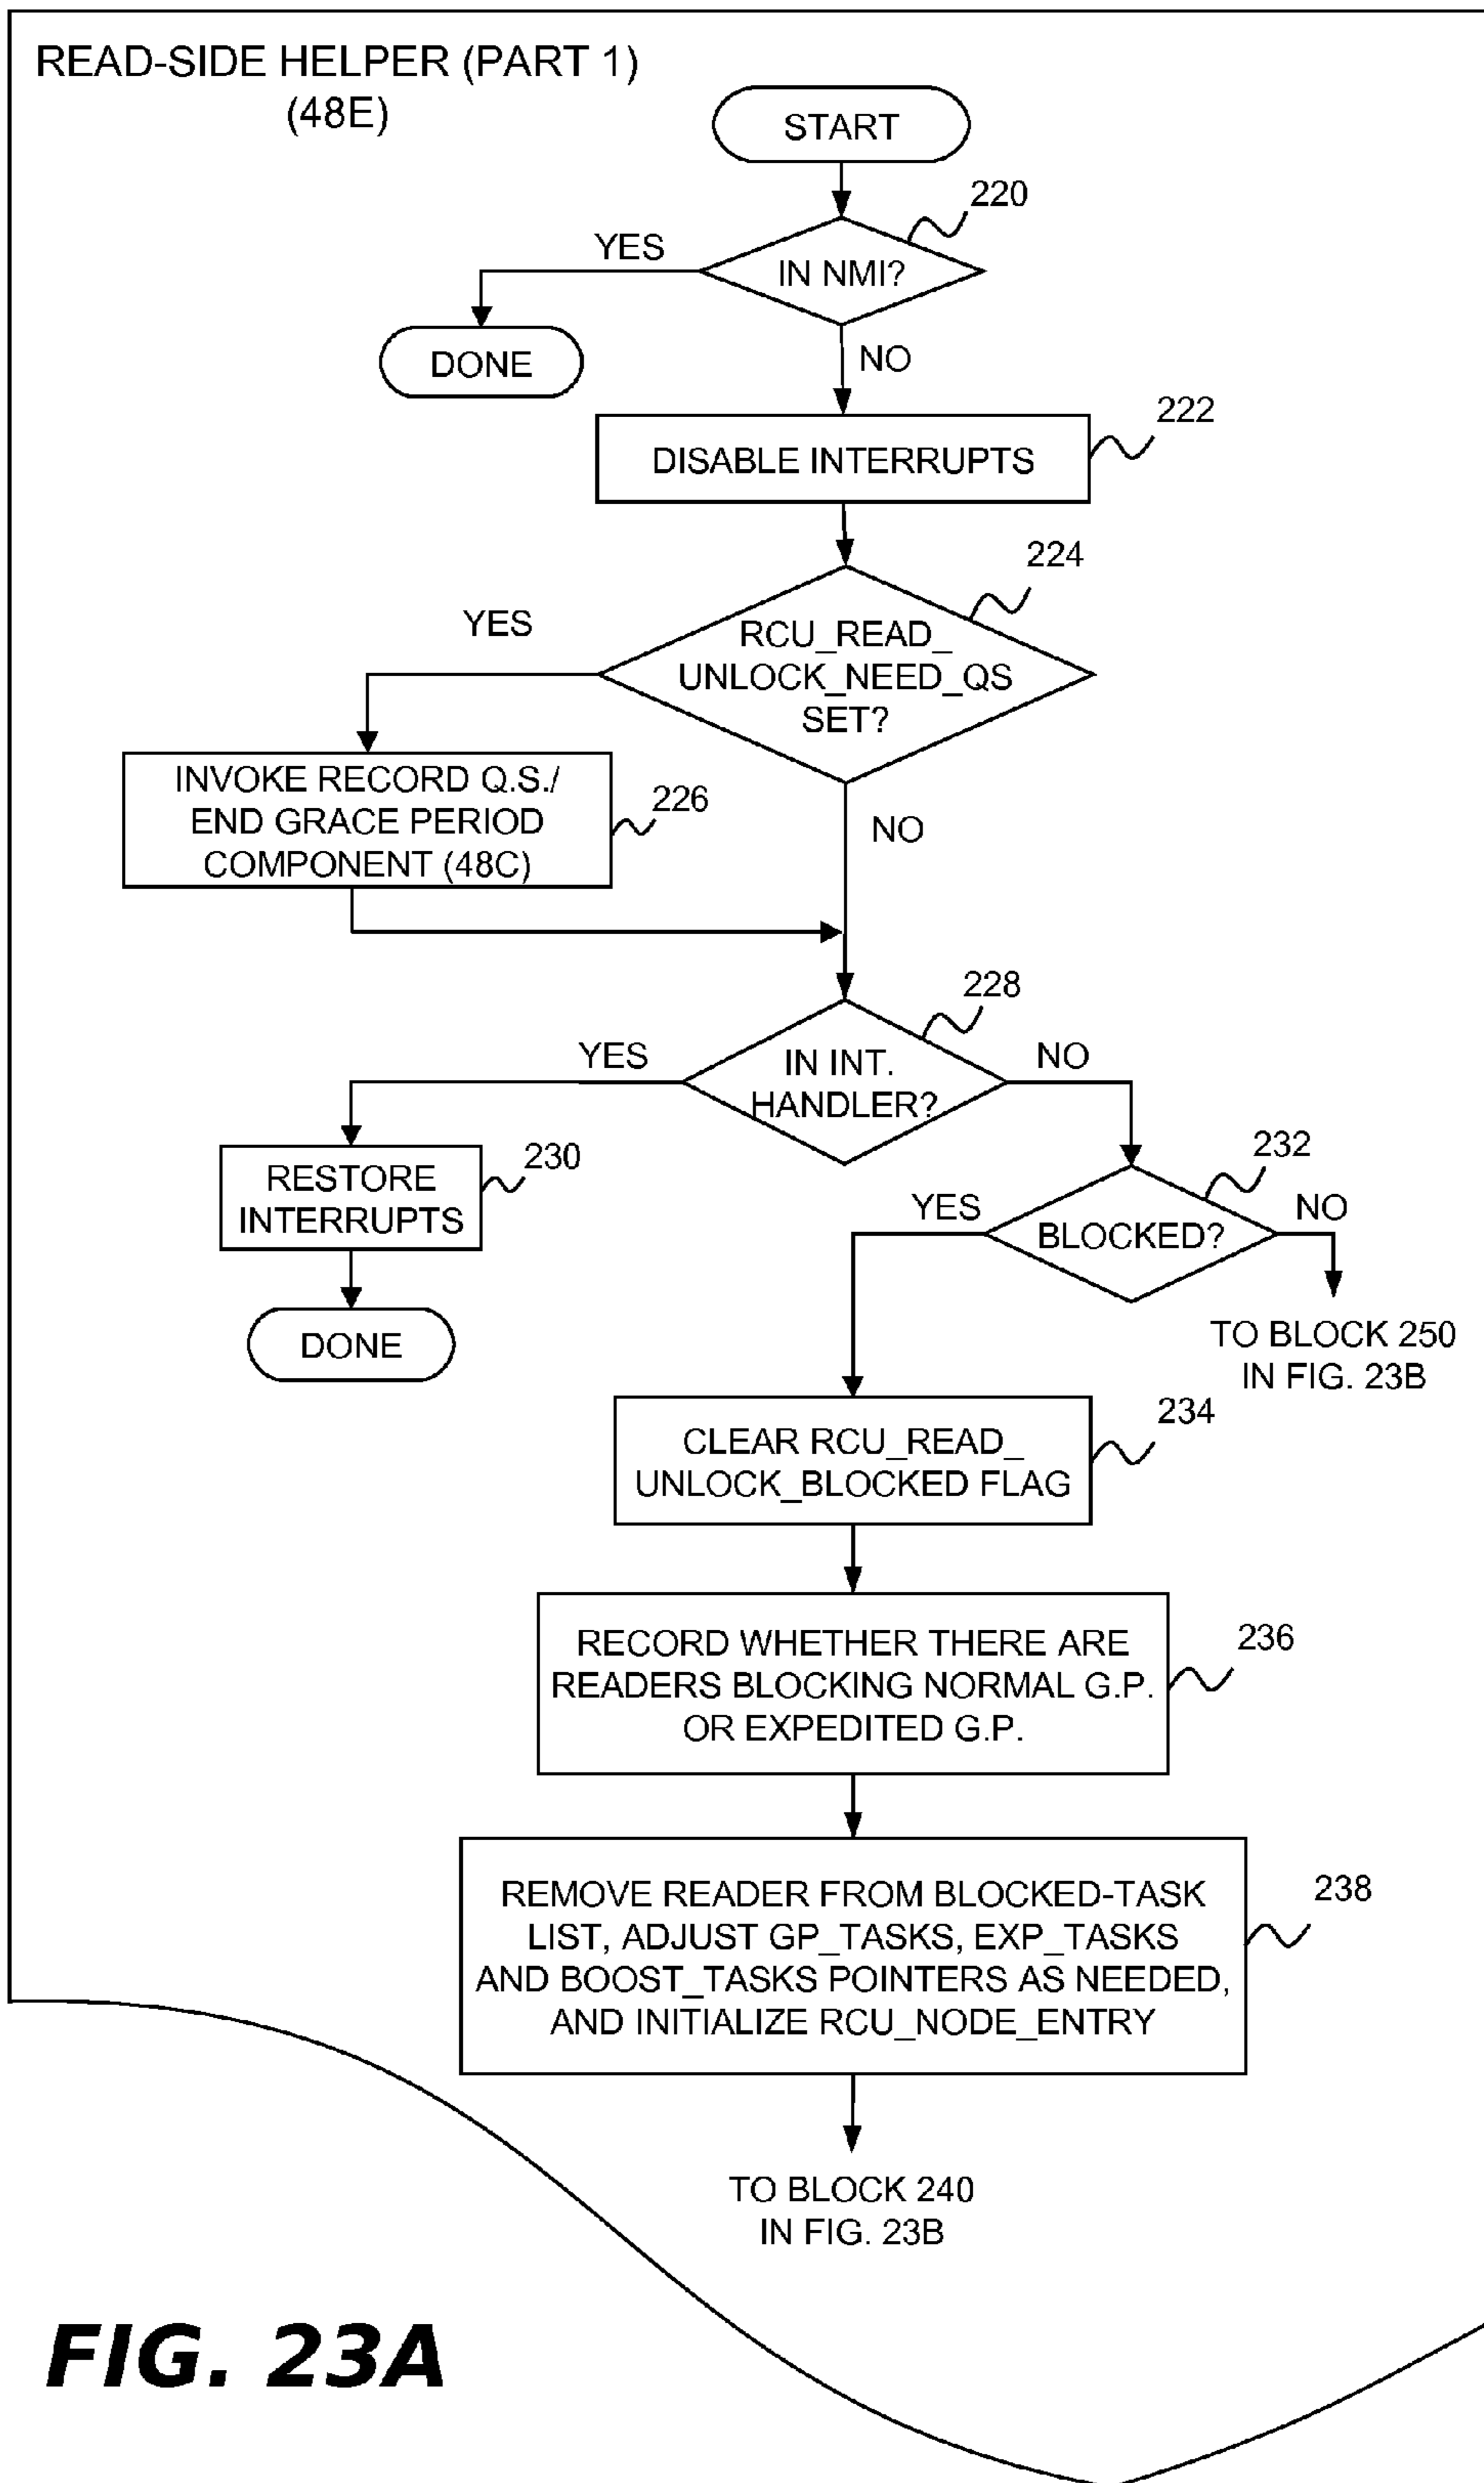 READ-SIDE HELPER (PART 1)
(48E)
START
220
YES
IN NMI?
DONE
NO
222
DISABLE INTERRUPTS
224
YES
RCU_READ_
UNLOCK_NEED_QS
SET?
INVOKE RECORD Q.S./
END GRACE PERIOD
COMPONENT (48C)
226
NO
228
YES
IN INT.
HANDLER?
NO
RESTORE
INTERRUPTS
230
232
YES
BLOCKED?
NO
DONE
TO BLOCK 250
IN FIG. 23B
234
CLEAR RCU_READ_
UNLOCK_BLOCKED FLAG
RECORD WHETHER THERE ARE
READERS BLOCKING NORMAL G.P.
OR EXPEDITED G.P.
236
REMOVE READER FROM BLOCKED-TASK
LIST, ADJUST GP_TASKS, EXP_TASKS
AND BOOST_TASKS POINTERS AS NEEDED,
AND INITIALIZE RCU_NODE_ENTRY
238
TO BLOCK 240
IN FIG. 23B
FIG. 23A